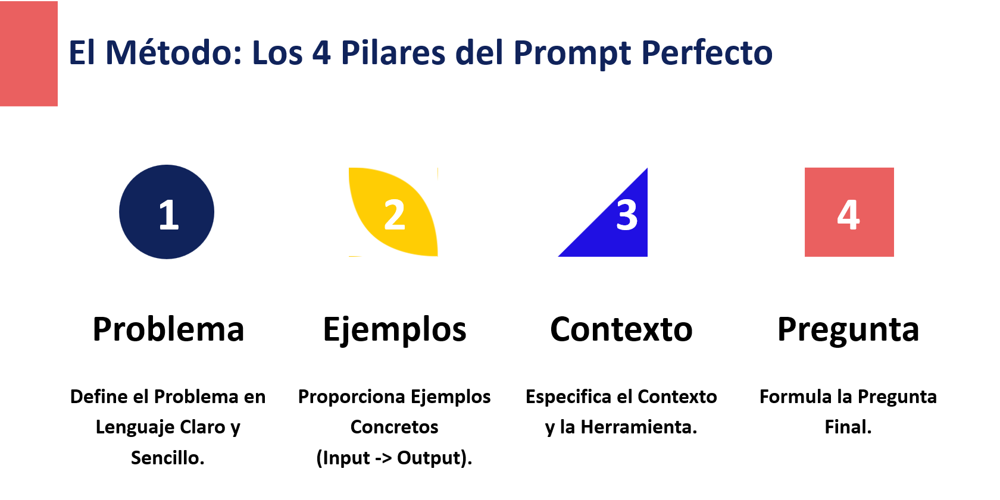 El Método: Los 4 Pilares del Prompt Perfecto
1
2
3
4
Problema
Ejemplos
Contexto
Pregunta
Define el Problema en
Lenguaje Claro y
Sencillo.
Proporciona Ejemplos
Concretos
(Input -> Output).
Especifica el Contexto
y la Herramienta.
Formula la Pregunta
Final.